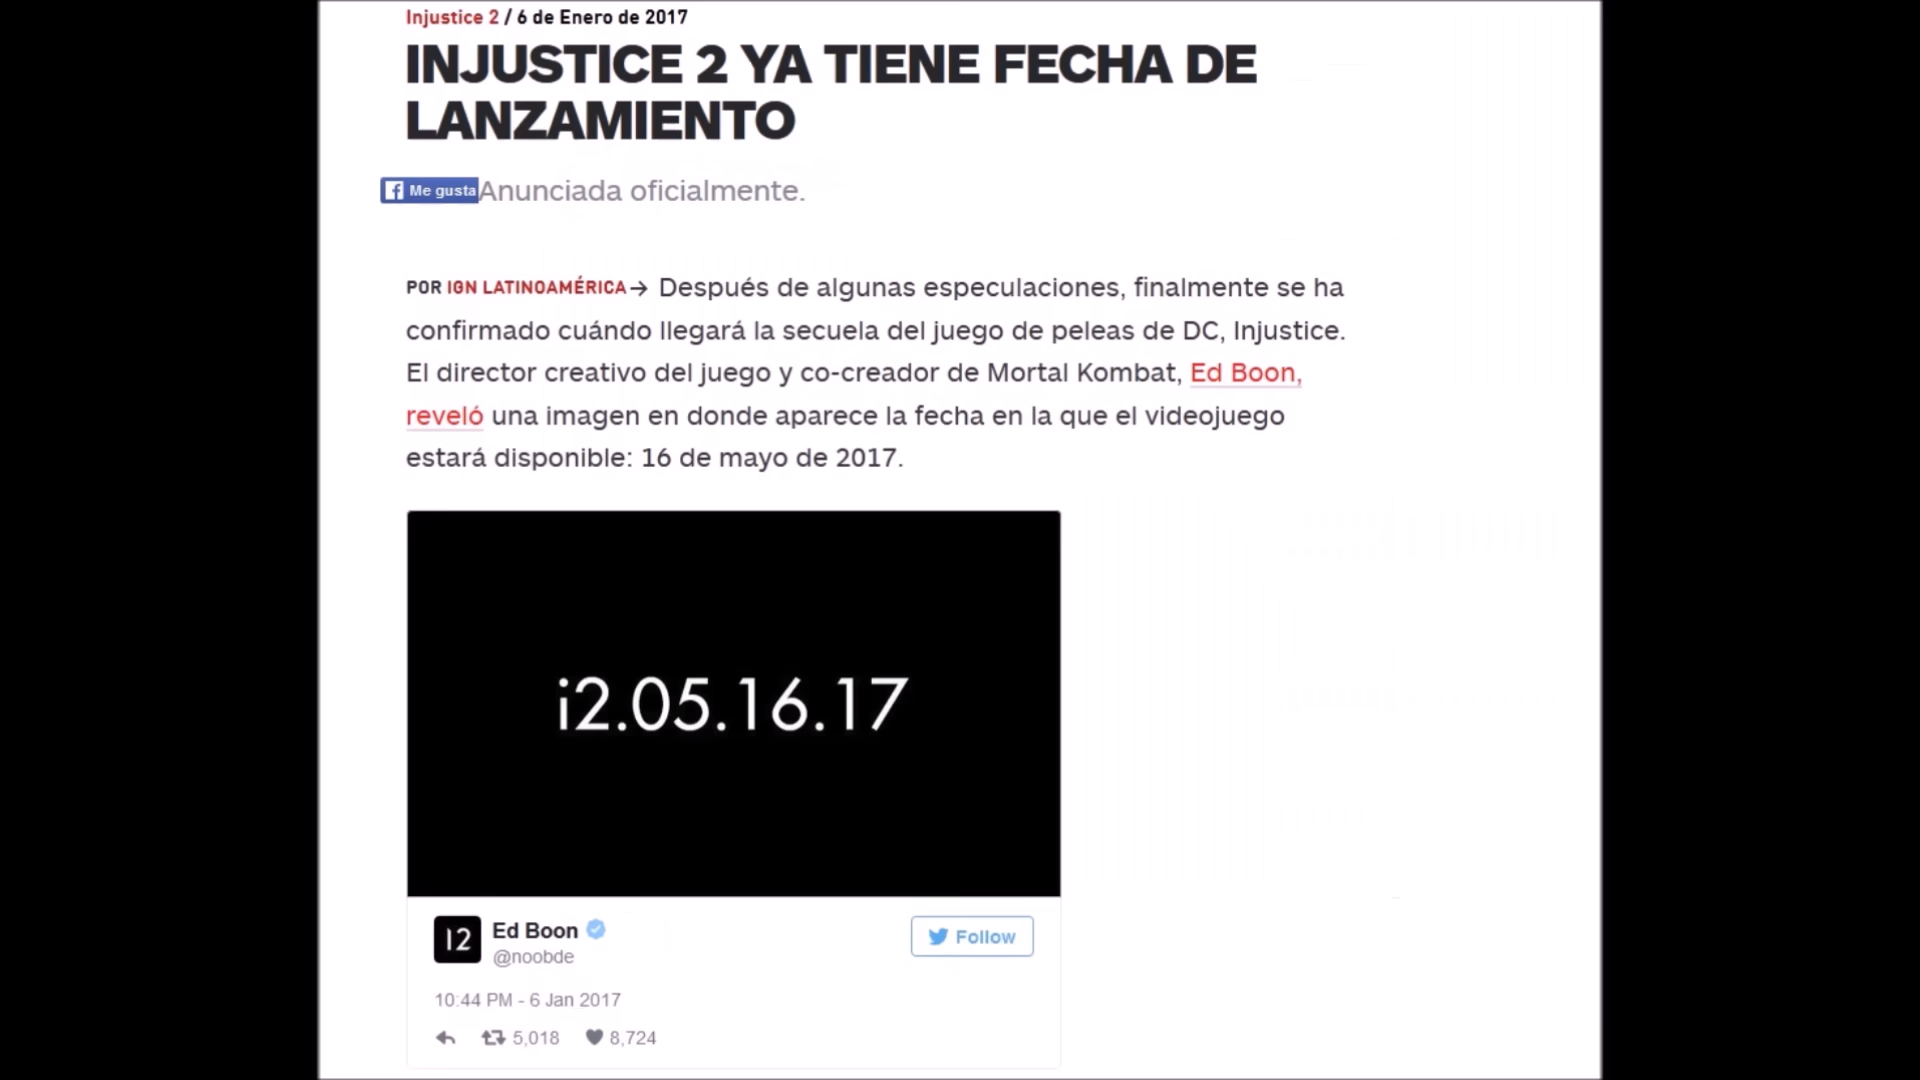 Injustice 2 / 6 de Enero de 2017
INJUSTICE 2 YA TIENE FECHA DE
LANZAMIENTO
Me gusta Anunciada oficialmente.
POR IGN LATINOAMÉRICA → Después de algunas especulaciones, finalmente se ha
confirmado cuándo llegará la secuela del juego de peleas de DC, Injustice.
El director creativo del juego y co-creador de Mortal Kombat, Ed Boon,
reveló una imagen en donde aparece la fecha en la que el videojuego
estará disponible: 16 de mayo de 2017.
i2.05.16.17
I2 Ed Boon
@noobde
Follow
10:44 PM - 6 Jan 2017
5,018 8,724